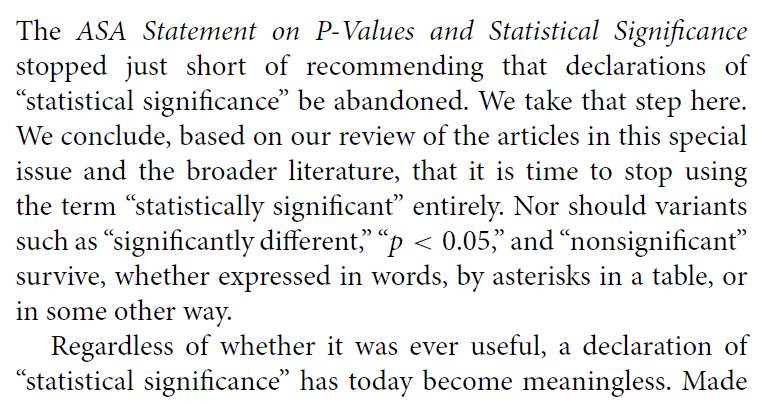 The ASA Statement on P-Values and Statistical Significance
stopped just short of recommending that declarations of
“statistical significance” be abandoned. We take that step here.
We conclude, based on our review of the articles in this special
issue and the broader literature, that it is time to stop using
the term “statistically significant” entirely. Nor should variants
such as “significantly different,” “p < 0.05,” and “nonsignificant”
survive, whether expressed in words, by asterisks in a table, or
in some other way.
Regardless of whether it was ever useful, a declaration of
“statistical significance” has today become meaningless. Made